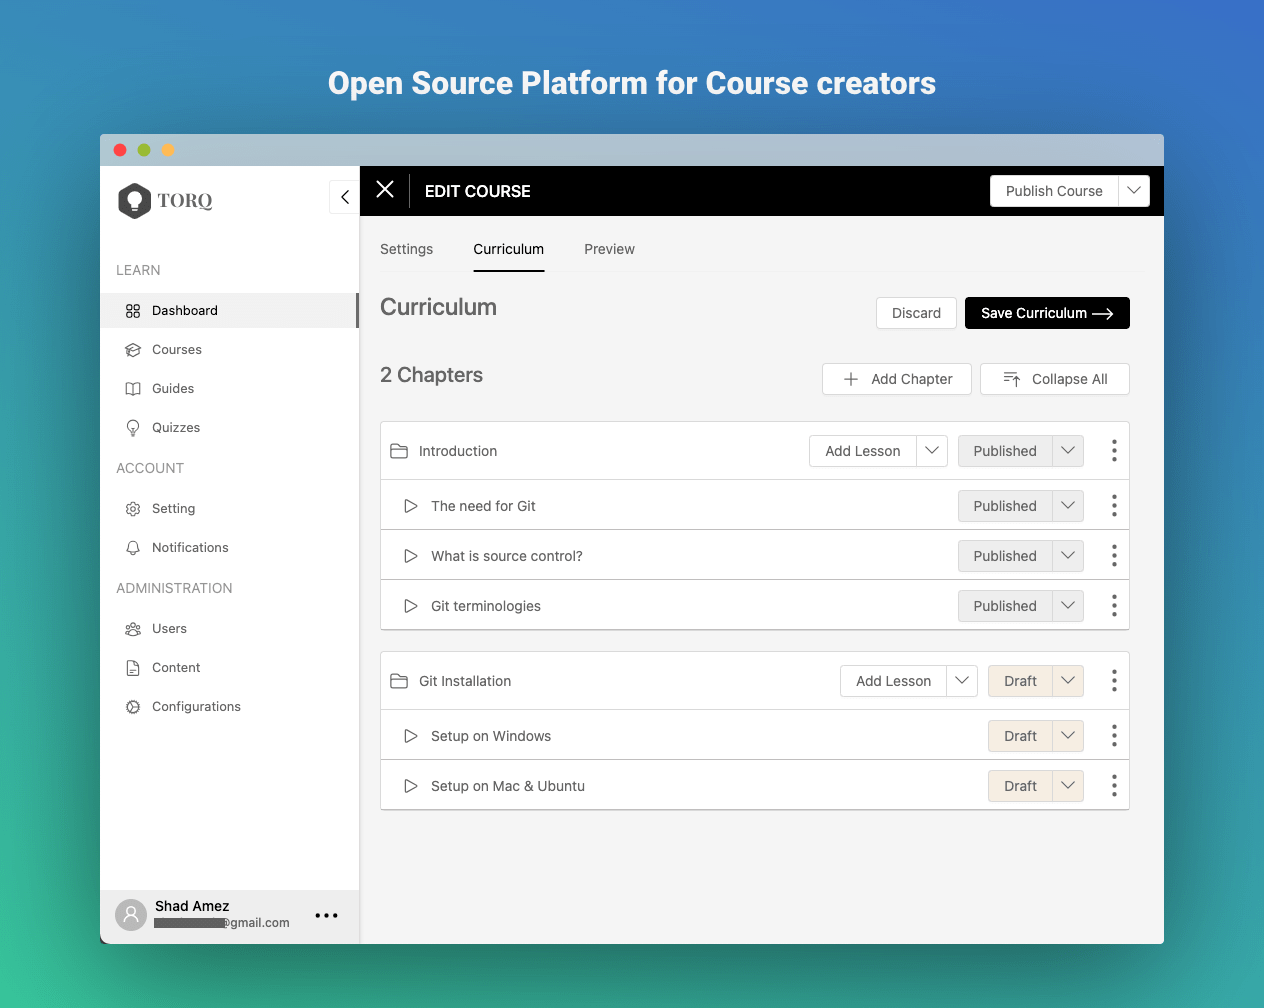 Open Source Platform for Course creators
TORQ
EDIT COURSE
Publish Course
LEARN
Dashboard
Courses
Guides
Quizzes
ACCOUNT
Setting
Notifications
ADMINISTRATION
Users
Content
Configurations
Shad Amez
@gmail.com
Settings Curriculum Preview
Curriculum
Discard Save Curriculum
2 Chapters
Add Chapter Collapse All
Introduction Add Lesson Published
The need for Git Published
What is source control? Published
Git terminologies Published
Git Installation Add Lesson Draft
Setup on Windows Draft
Setup on Mac & Ubuntu Draft